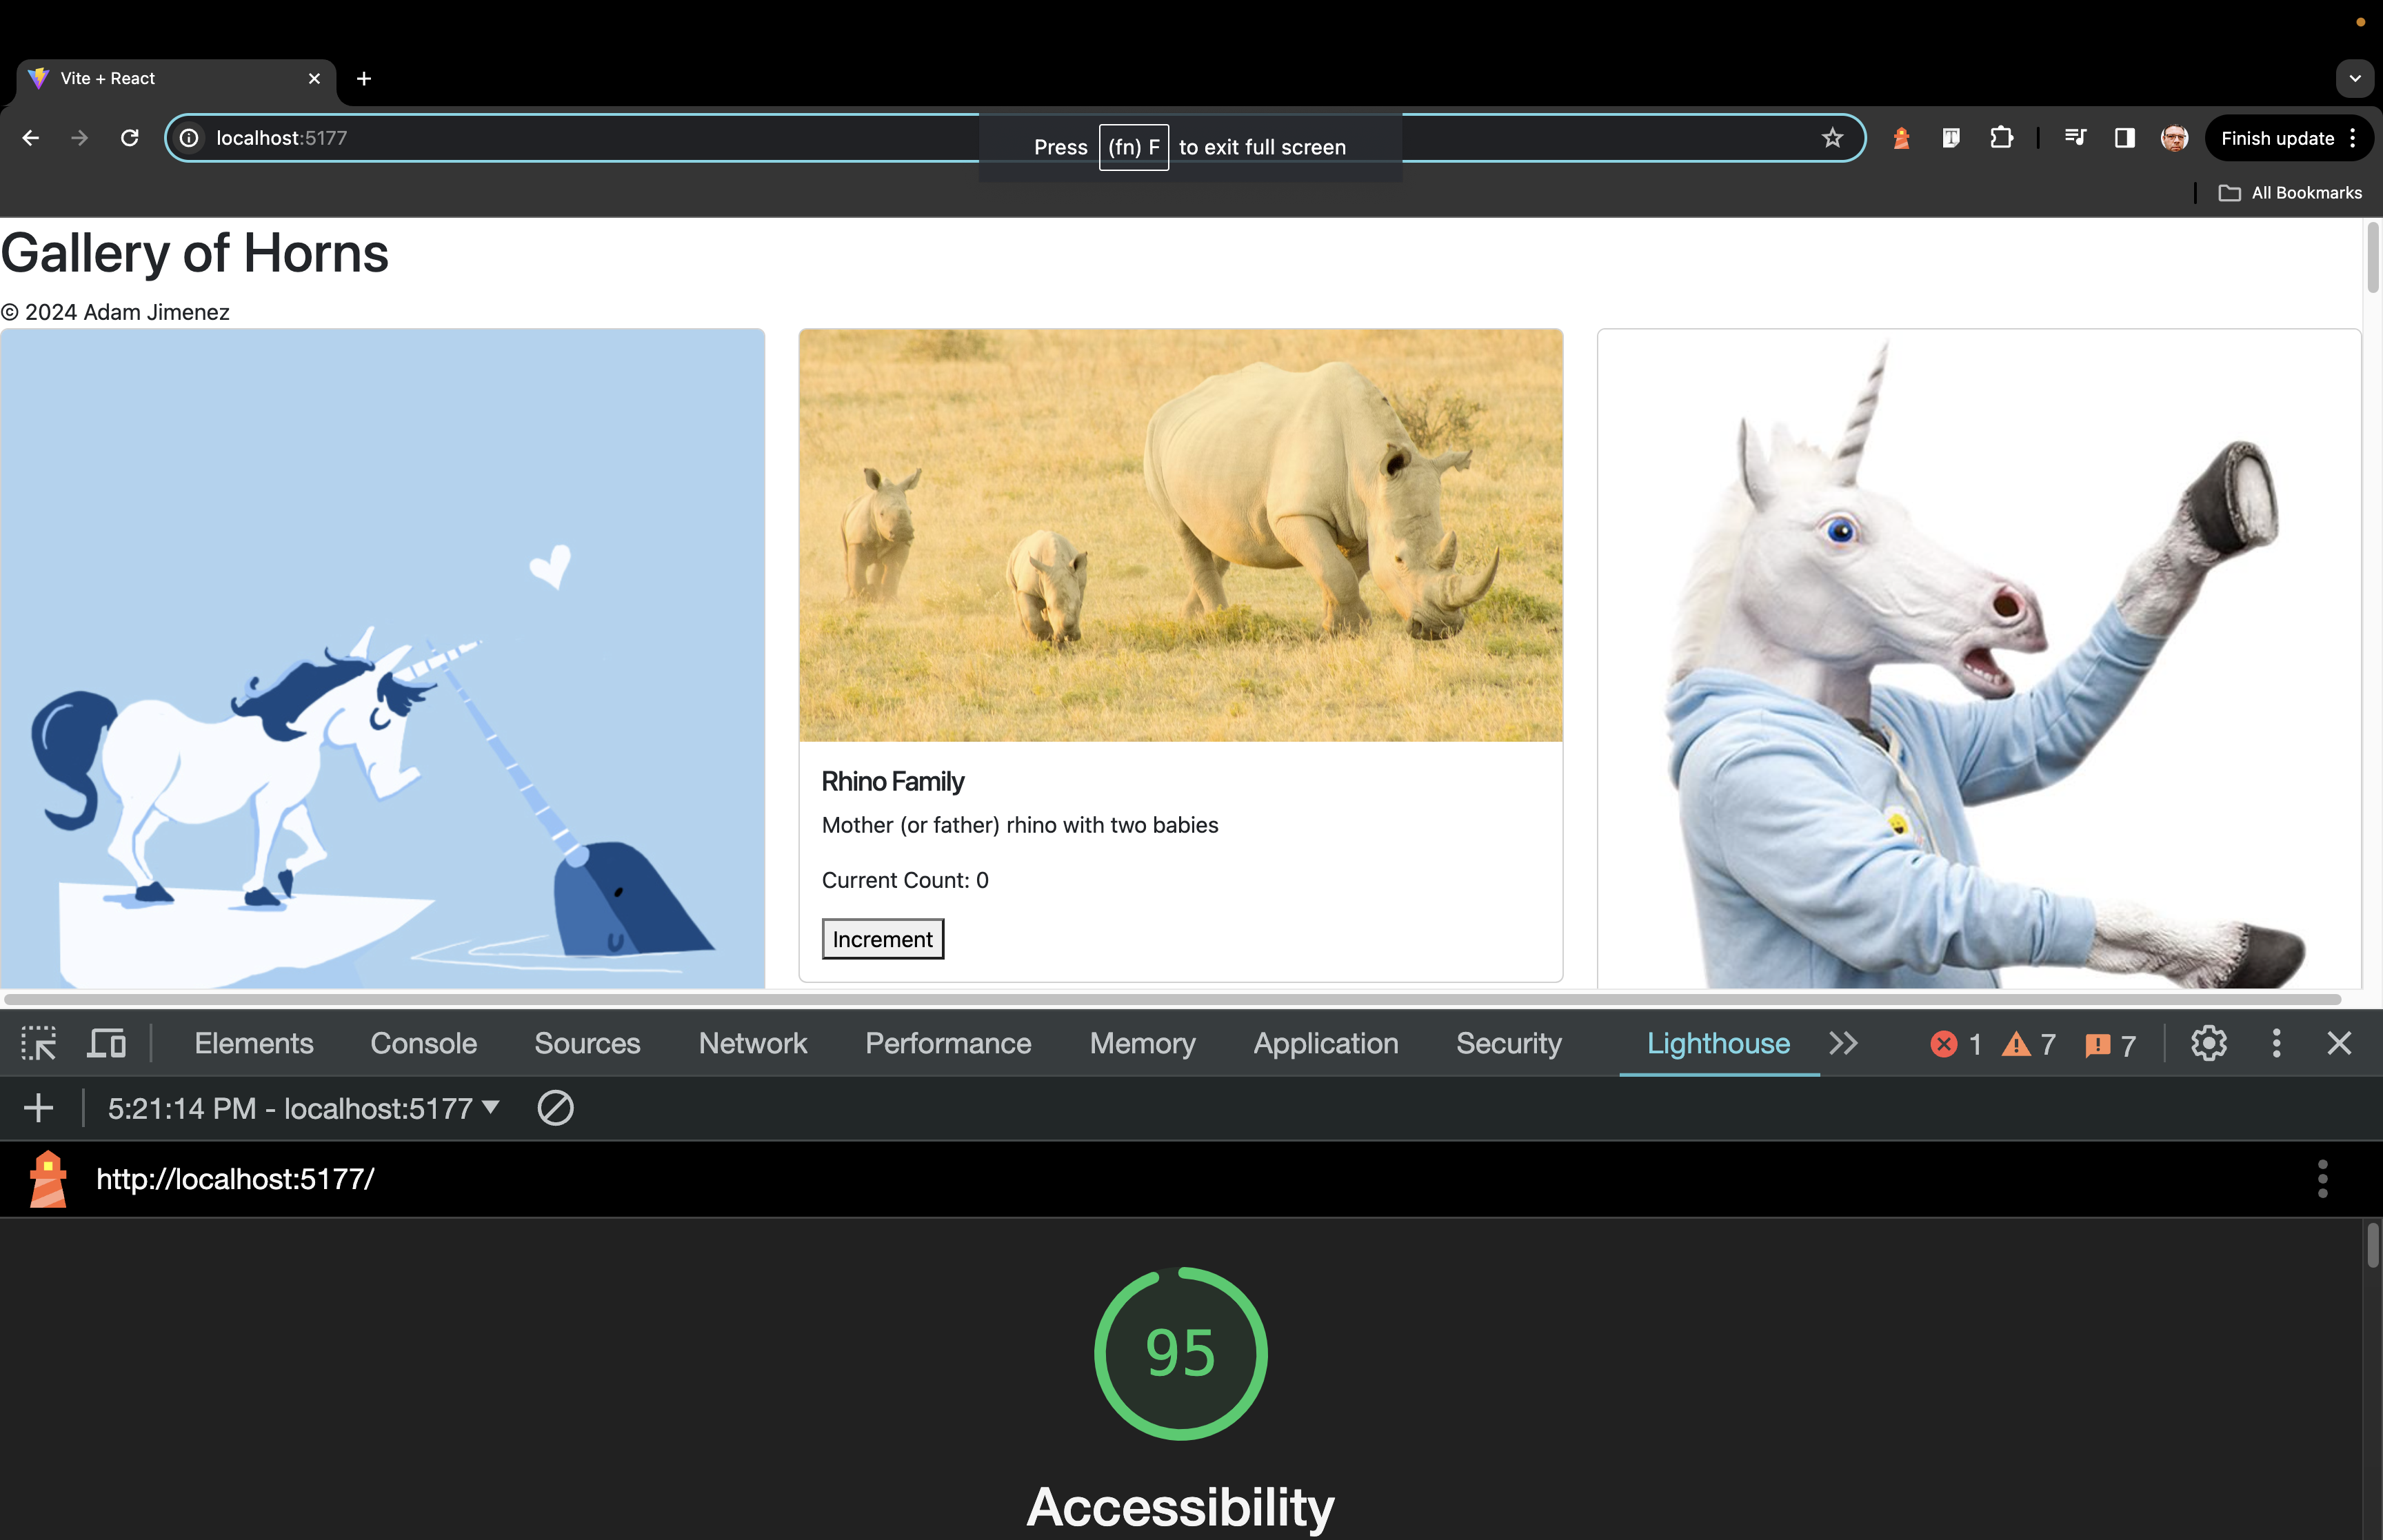 Vite + React
localhost:5177
Press (fn) F to exit full screen
Finish update
All Bookmarks
Gallery of Horns
© 2024 Adam Jimenez
Rhino Family
Mother (or father) rhino with two babies
Current Count: 0
Increment
Elements Console Sources Network Performance Memory Application Security Lighthouse 1 7 7
5:21:14 PM - localhost:5177
http://localhost:5177/
95
Accessibility